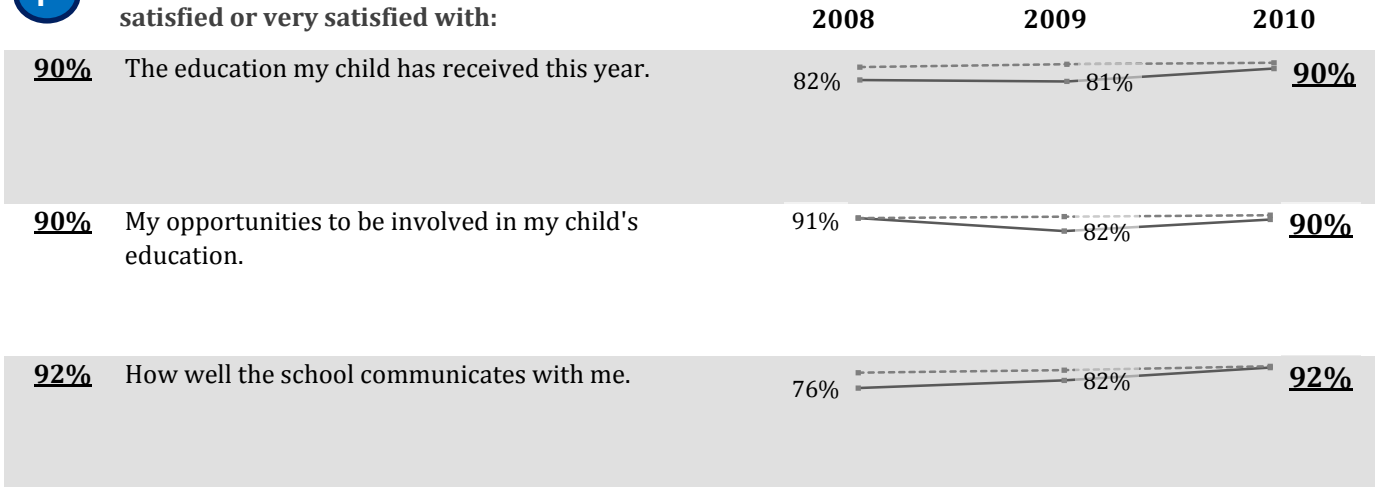 satisfied or very satisfied with: 2008 2009 2010
90% The education my child has received this year. 82% 81% 90%
90% My opportunities to be involved in my child's 91% 82% 90%
education.
92% How well the school communicates with me. 76% 82% 92%